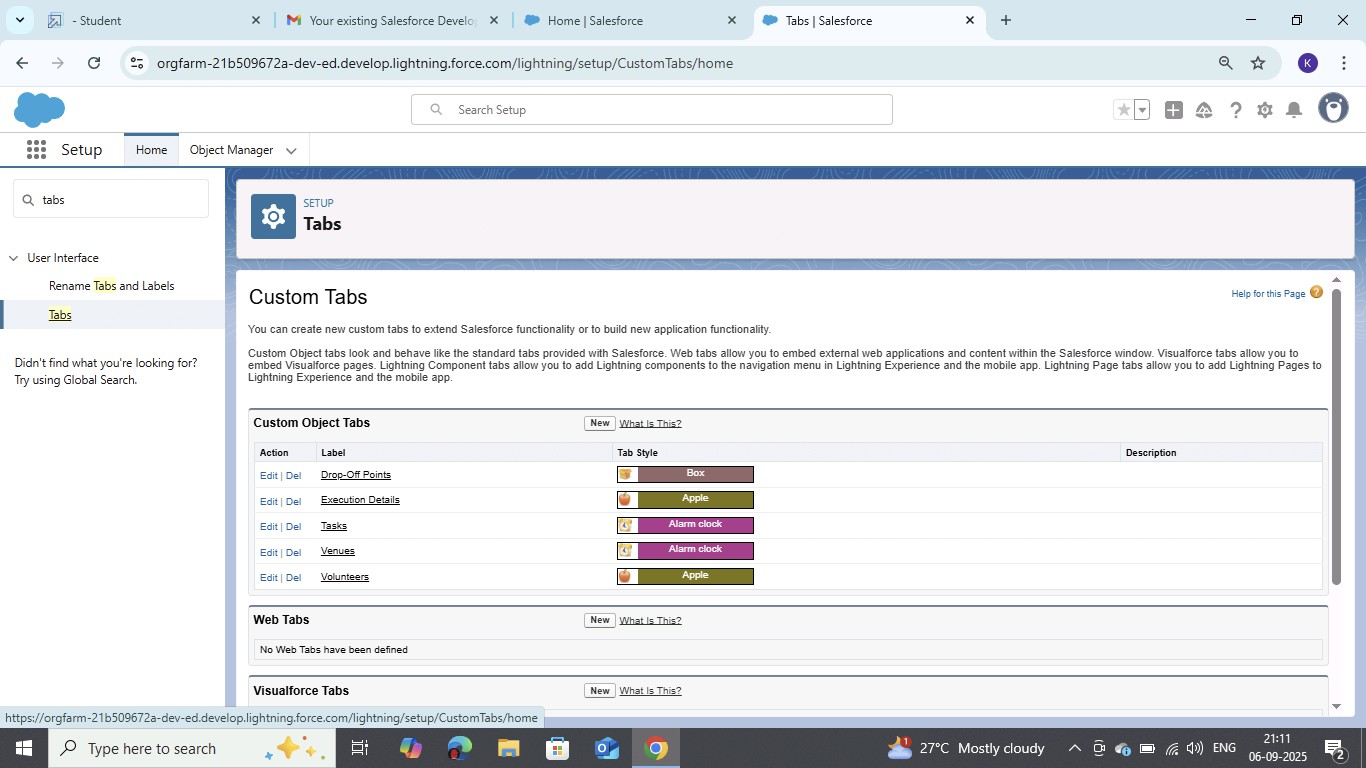 - Student
Your existing Salesforce Develo
Home | Salesforce
Tabs | Salesforce
orgfarm-21b509672a-dev-ed.develop.lightning.force.com/lightning/setup/CustomTabs/home
K
Search Setup
Setup
Home
Object Manager
tabs
User Interface
Rename Tabs and Labels
Tabs
Didn't find what you're looking for?
Try using Global Search.
SETUP
Tabs
Custom Tabs
Help for this Page ?
You can create new custom tabs to extend Salesforce functionality or to build new application functionality.
Custom Object tabs look and behave like the standard tabs provided with Salesforce. Web tabs allow you to embed external web applications and content within the Salesforce window. Visualforce tabs allow you to
embed Visualforce pages. Lightning Component tabs allow you to add Lightning components to the navigation menu in Lightning Experience and the mobile app. Lightning Page tabs allow you to add Lightning Pages to
Lightning Experience and the mobile app.
Custom Object Tabs New What Is This?
Action Label Tab Style Description
Edit | Del Drop-Off Points Box
Edit | Del Execution Details Apple
Edit | Del Tasks Alarm clock
Edit | Del Venues Alarm clock
Edit | Del Volunteers Apple
Web Tabs New What Is This?
No Web Tabs have been defined
Visualforce Tabs New What Is This?
https://orgfarm-21b509672a-dev-ed.develop.lightning.force.com/lightning/setup/CustomTabs/home
Type here to search
1
27°C Mostly cloudy
ENG
21:11
06-09-2025
2